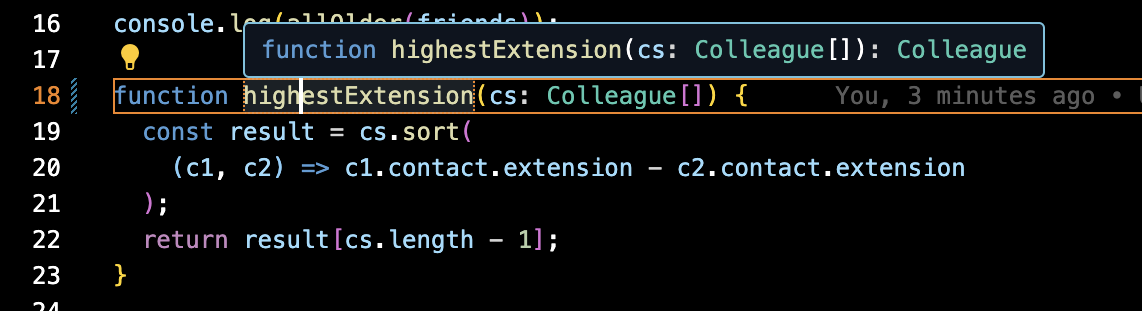 16 console.log(allOlder(friends));
17
function highestExtension(cs: Colleague[]): Colleague
18 function highestExtension(cs: Colleague[]) { You, 3 minutes ago •
19 const result = cs.sort(
20 (c1, c2) => c1.contact.extension - c2.contact.extension
21 );
22 return result[cs.length - 1];
23 }
24